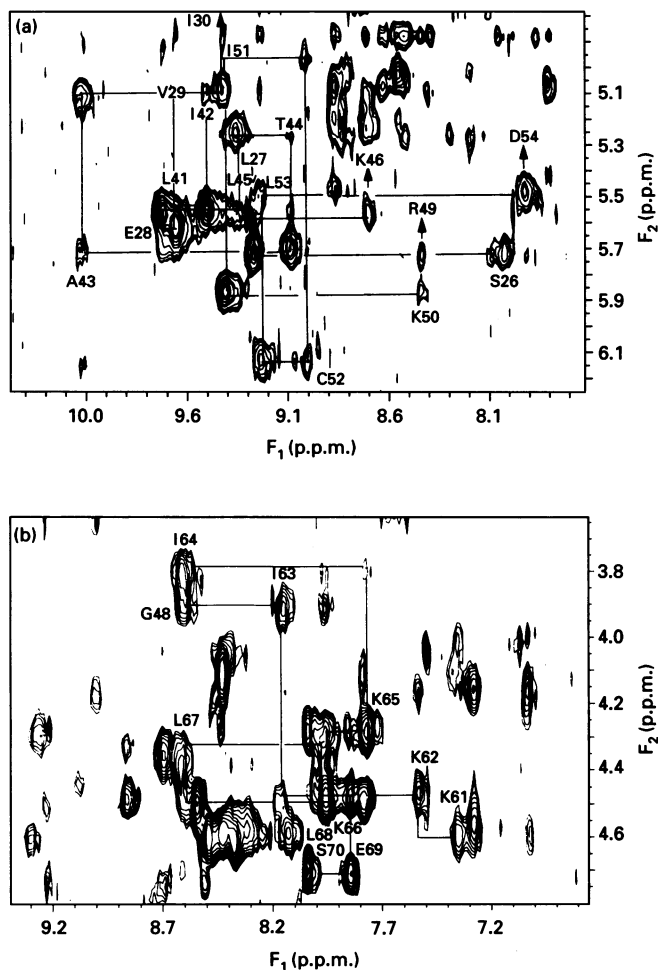 (a)
I30
I51
V29
I42
T44
L27
K46
D54
L41
L45
L53
E28
R49
A43
S26
K50
C52
5.1
5.3
5.5
5.7
5.9
6.1
F2 (p.p.m.)
10.0 9.6 9.1 8.6 8.1
F1 (p.p.m.)
(b)
I64
I63
G48
K65
L67
K62
K61
L68
K66
S70
E69
3.8
4.0
4.2
4.4
4.6
F2 (p.p.m.)
9.2 8.7 8.2 7.7 7.2
F1 (p.p.m.)